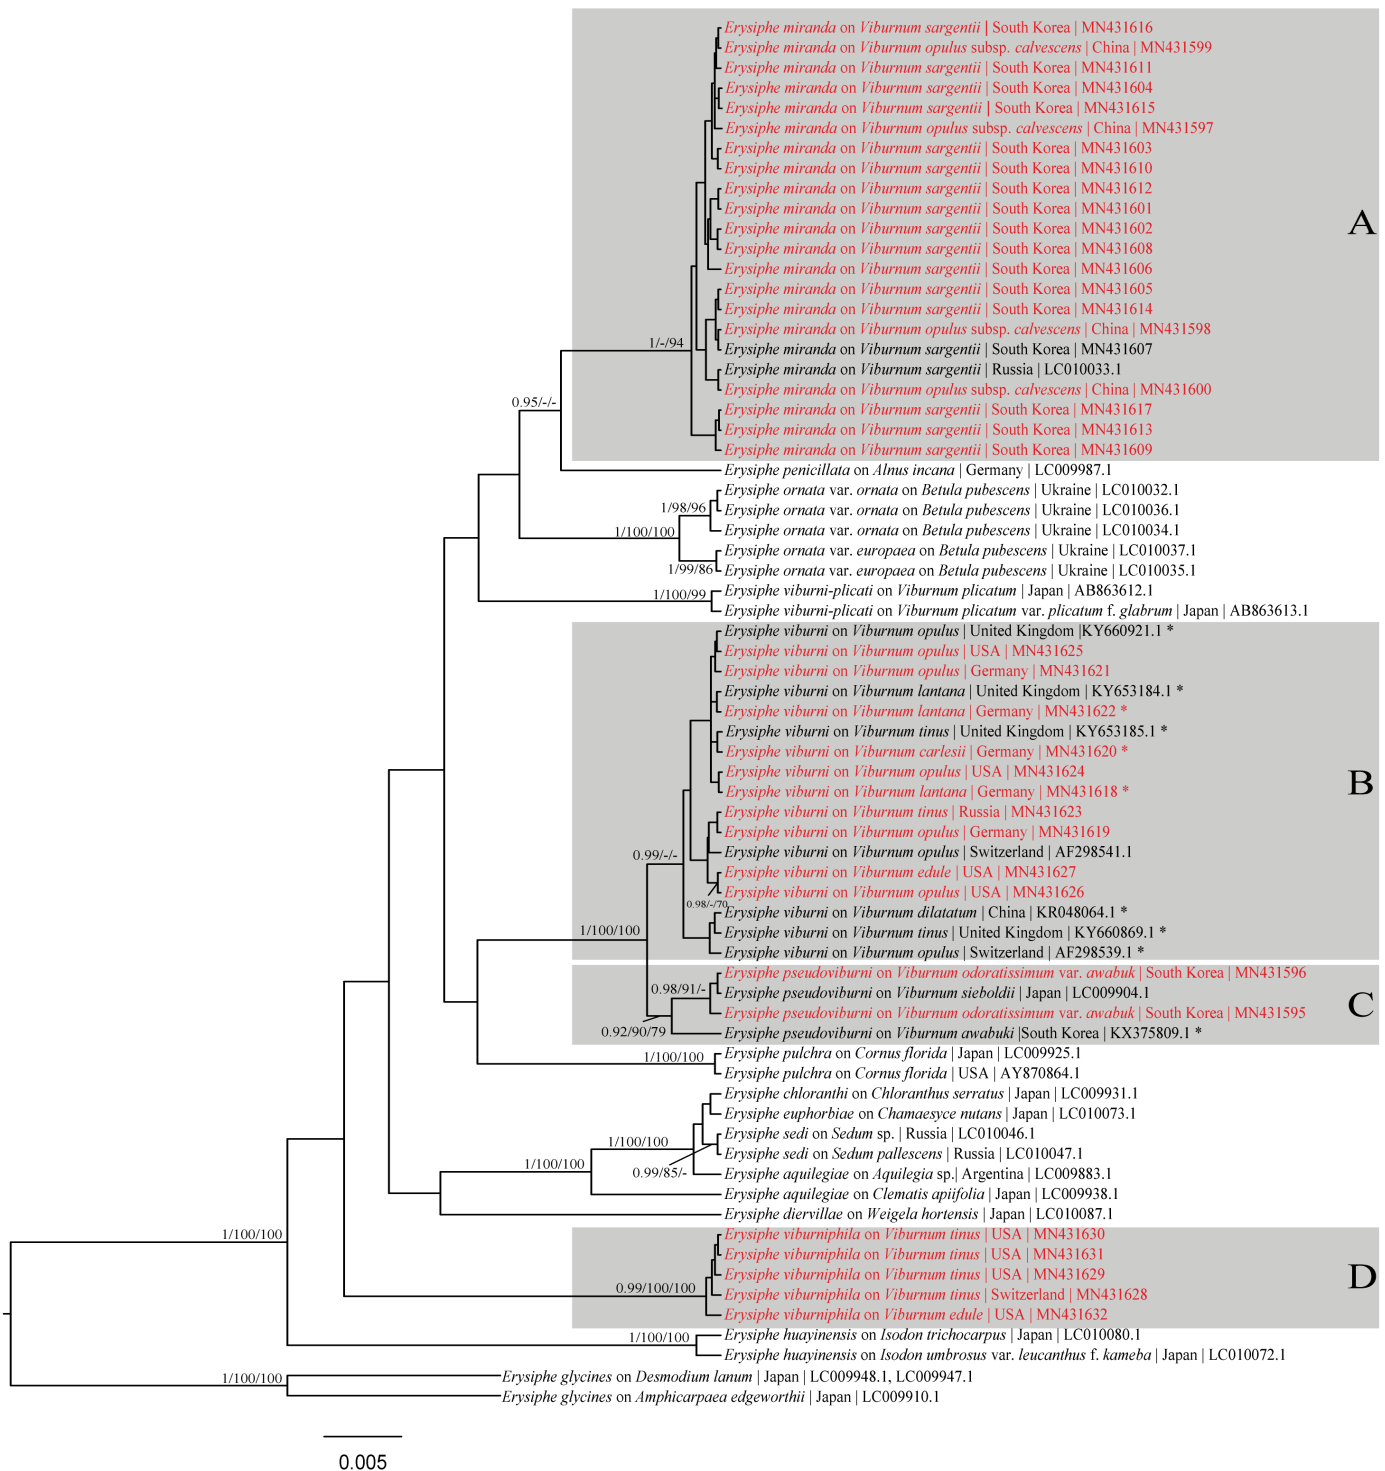 Erysiphe miranda on Viburnum sargentii | South Korea | MN431616
Erysiphe miranda on Viburnum opulus subsp. calvescens | China | MN431599
Erysiphe miranda on Viburnum sargentii | South Korea | MN431611
Erysiphe miranda on Viburnum sargentii | South Korea | MN431604
Erysiphe miranda on Viburnum sargentii | South Korea | MN431615
Erysiphe miranda on Viburnum opulus subsp. calvescens | China | MN431597
Erysiphe miranda on Viburnum sargentii | South Korea | MN431603
Erysiphe miranda on Viburnum sargentii | South Korea | MN431610
Erysiphe miranda on Viburnum sargentii | South Korea | MN431612
Erysiphe miranda on Viburnum sargentii | South Korea | MN431601
A
Erysiphe miranda on Viburnum sargentii | South Korea | MN431602
Erysiphe miranda on Viburnum sargentii | South Korea | MN431608
Erysiphe miranda on Viburnum sargentii | South Korea | MN431606
Erysiphe miranda on Viburnum sargentii | South Korea | MN431605
Erysiphe miranda on Viburnum sargentii | South Korea | MN431614
Erysiphe miranda on Viburnum opulus subsp. calvescens | China | MN431598
1/-/94
Erysiphe miranda on Viburnum sargentii | South Korea | MN431607
Erysiphe miranda on Viburnum sargentii | Russia | LC010033.1
Erysiphe miranda on Viburnum opulus subsp. calvescens | China | MN431600
0.95/-/-
Erysiphe miranda on Viburnum sargentii | South Korea | MN431617
Erysiphe miranda on Viburnum sargentii | South Korea | MN431613
Erysiphe miranda on Viburnum sargentii | South Korea | MN431609
Erysiphe penicillata on Alnus incana | Germany | LC009987.1
Erysiphe ornata var. ornata on Betula pubescens | Ukraine | LC010032.1
1/98/96
Erysiphe ornata var. ornata on Betula pubescens | Ukraine | LC010036.1
1/100/100
Erysiphe ornata var. ornata on Betula pubescens | Ukraine | LC010034.1
Erysiphe ornata var. europaea on Betula pubescens | Ukraine | LC010037.1
1/99/86
Erysiphe ornata var. europaea on Betula pubescens | Ukraine | LC010035.1
1/100/99
Erysiphe viburni-plicati on Viburnum plicatum | Japan | AB863612.1
Erysiphe viburni-plicati on Viburnum plicatum var. plicatum f. glabrum | Japan | AB863613.1
Erysiphe viburni on Viburnum opulus | United Kingdom |KY660921.1 *
Erysiphe viburni on Viburnum opulus | USA | MN431625
Erysiphe viburni on Viburnum opulus | Germany | MN431621
Erysiphe viburni on Viburnum lantana | United Kingdom | KY653184.1 *
Erysiphe viburni on Viburnum lantana | Germany | MN431622 *
Erysiphe viburni on Viburnum tinus | United Kingdom | KY653185.1 *
Erysiphe viburni on Viburnum carlesii | Germany | MN431620 *
Erysiphe viburni on Viburnum opulus | USA | MN431624
B
Erysiphe viburni on Viburnum lantana | Germany | MN431618 *
Erysiphe viburni on Viburnum tinus | Russia | MN431623
Erysiphe viburni on Viburnum opulus | Germany | MN431619
0.99/-/-
Erysiphe viburni on Viburnum opulus | Switzerland | AF298541.1
Erysiphe viburni on Viburnum edule | USA | MN431627
Erysiphe viburni on Viburnum opulus | USA | MN431626
0.98/-/70
Erysiphe viburni on Viburnum dilatatum | China | KR048064.1 *
1/100/100
Erysiphe viburni on Viburnum tinus | United Kingdom | KY660869.1 *
Erysiphe viburni on Viburnum opulus | Switzerland | AF298539.1 *
Erysiphe pseudoviburni on Viburnum odoratissimum var. awabuk | South Korea | MN431596
0.98/91/-
Erysiphe pseudoviburni on Viburnum sieboldii | Japan | LC009904.1
C
Erysiphe pseudoviburni on Viburnum odoratissimum var. awabuk | South Korea | MN431595
0.92/90/79
Erysiphe pseudoviburni on Viburnum awabuki |South Korea | KX375809.1 *
1/100/100
Erysiphe pulchra on Cornus florida | Japan | LC009925.1
Erysiphe pulchra on Cornus florida | USA | AY870864.1
Erysiphe chloranthi on Chloranthus serratus | Japan | LC009931.1
Erysiphe euphorbiae on Chamaesyce nutans | Japan | LC010073.1
Erysiphe sedi on Sedum sp. | Russia | LC010046.1
1/100/100
Erysiphe sedi on Sedum pallescens | Russia | LC010047.1
1/100/100
0.99/85/-
Erysiphe aquilegiae on Aquilegia sp.| Argentina | LC009883.1
Erysiphe aquilegiae on Clematis apiifolia | Japan | LC009938.1
Erysiphe diervillae on Weigela hortensis | Japan | LC010087.1
1/100/100
Erysiphe viburniphila on Viburnum tinus | USA | MN431630
Erysiphe viburniphila on Viburnum tinus | USA | MN431631
Erysiphe viburniphila on Viburnum tinus | USA | MN431629
D
0.99/100/100
Erysiphe viburniphila on Viburnum tinus | Switzerland | MN431628
Erysiphe viburniphila on Viburnum edule | USA | MN431632
1/100/100
Erysiphe huayinensis on Isodon trichocarpus | Japan | LC010080.1
Erysiphe huayinensis on Isodon umbrosus var. leucanthus f. kameba | Japan | LC010072.1
1/100/100
Erysiphe glycines on Desmodium lanum | Japan | LC009948.1, LC009947.1
Erysiphe glycines on Amphicarpaea edgeworthii | Japan | LC009910.1
0.005